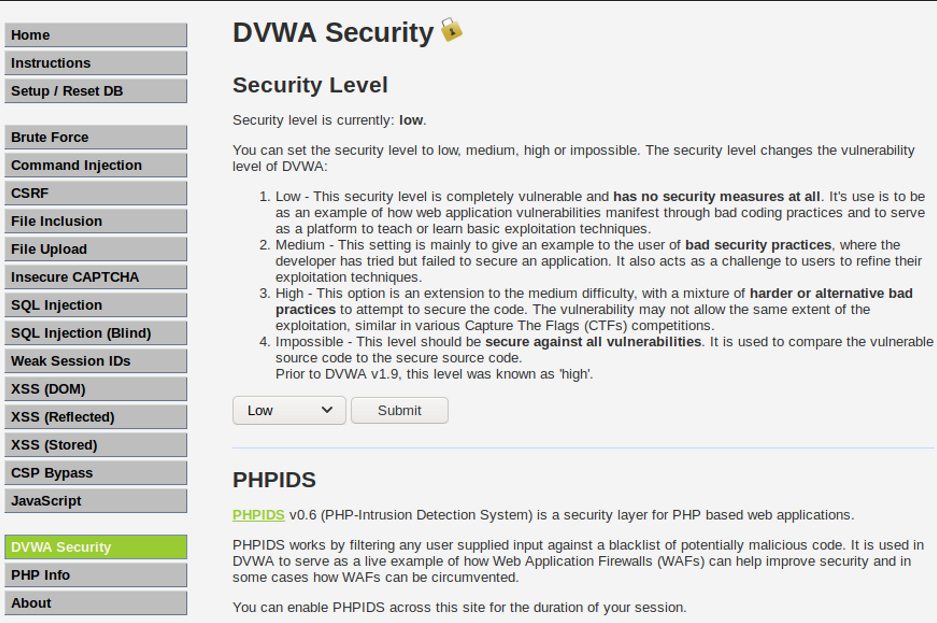 Home
Instructions
Setup / Reset DB
Brute Force
Command Injection
CSRF
File Inclusion
File Upload
Insecure CAPTCHA
SQL Injection
SQL Injection (Blind)
Weak Session IDs
XSS (DOM)
XSS (Reflected)
XSS (Stored)
CSP Bypass
JavaScript
DVWA Security
PHP Info
About
DVWA Security
Security Level
Security level is currently: low.
You can set the security level to low, medium, high or impossible. The security level changes the vulnerability
level of DVWA:
1. Low - This security level is completely vulnerable and has no security measures at all. It's use is to be
as an example of how web application vulnerabilities manifest through bad coding practices and to serve
as a platform to teach or learn basic exploitation techniques.
2. Medium - This setting is mainly to give an example to the user of bad security practices, where the
developer has tried but failed to secure an application. It also acts as a challenge to users to refine their
exploitation techniques.
3. High - This option is an extension to the medium difficulty, with a mixture of harder or alternative bad
practices to attempt to secure the code. The vulnerability may not allow the same extent of the
exploitation, similar in various Capture The Flags (CTFs) competitions.
4. Impossible - This level should be secure against all vulnerabilities. It is used to compare the vulnerable
source code to the secure source code.
Prior to DVWA v1.9, this level was known as 'high'.
Low Submit
PHPIDS
PHPIDS v0.6 (PHP-Intrusion Detection System) is a security layer for PHP based web applications.
PHPIDS works by filtering any user supplied input against a blacklist of potentially malicious code. It is used in
DVWA to serve as a live example of how Web Application Firewalls (WAFs) can help improve security and in
some cases how WAFs can be circumvented.
You can enable PHPIDS across this site for the duration of your session.